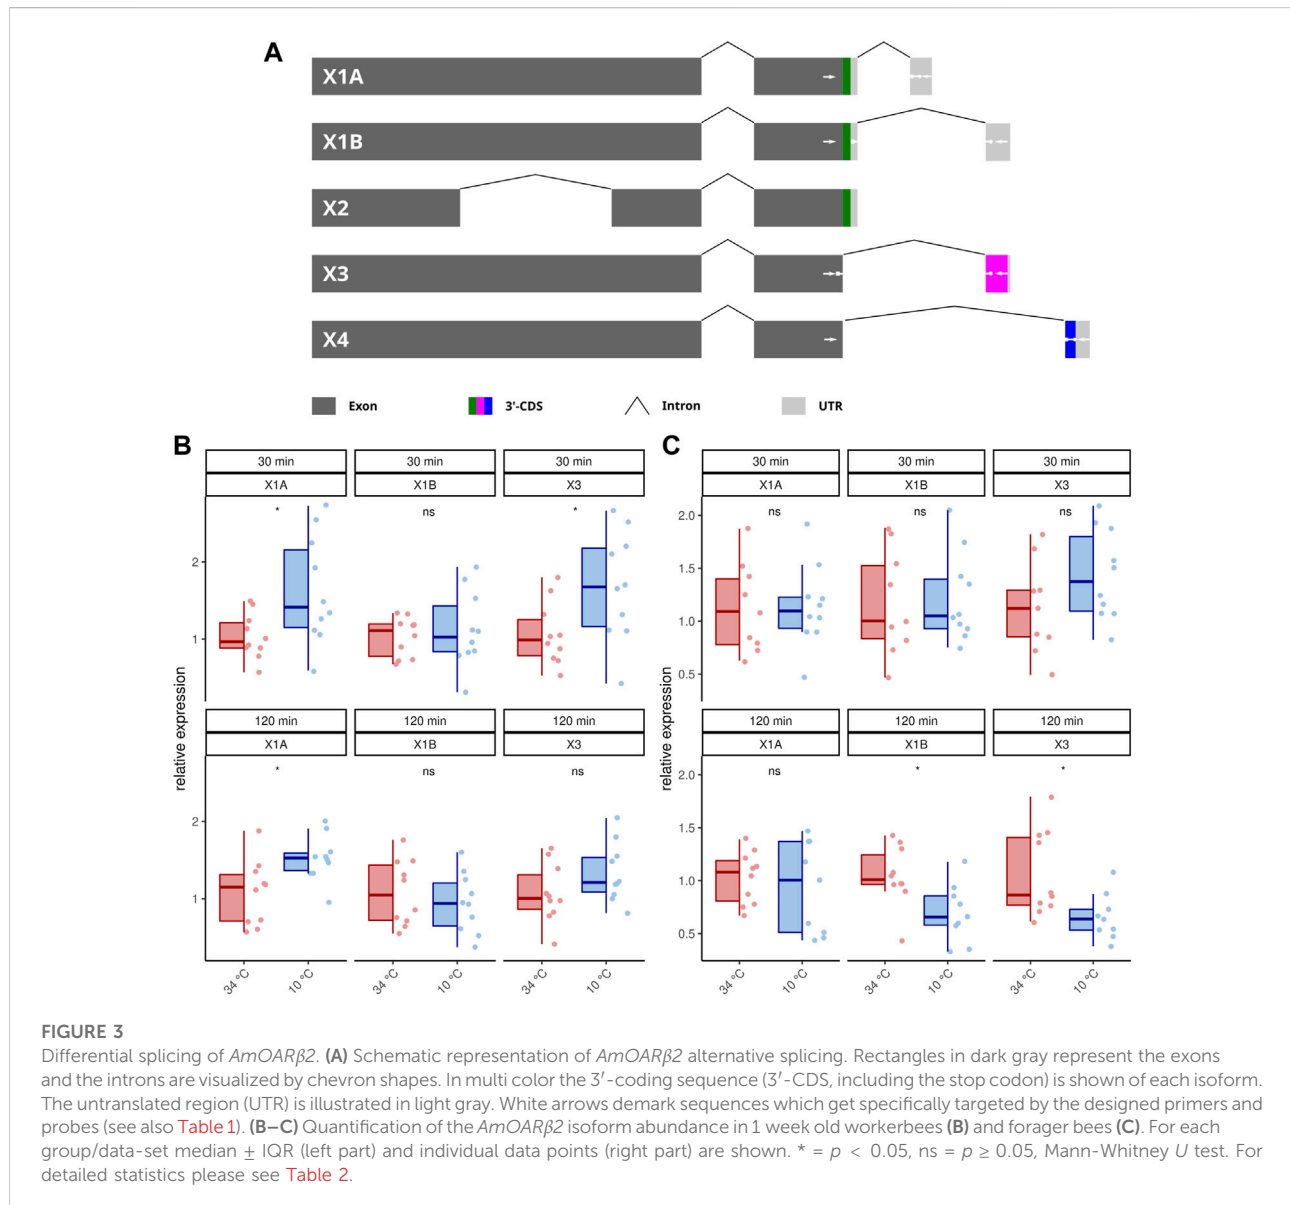 A
X1A
X1B
X2
X3
X4
Exon
3'-CDS
Intron
UTR
B
30 min
30 min
30 min
X1A
X1B
X3
*
ns
*
2
1
120 min
120 min
120 min
X1A
X1B
X3
*
ns
ns
2
1
relative expression
34 °C
10 °C
34 °C
10 °C
34 °C
10 °C
C
30 min
30 min
30 min
X1A
X1B
X3
ns
ns
ns
2.0
1.5
1.0
0.5
120 min
120 min
120 min
X1A
X1B
X3
ns
*
*
2.0
1.5
1.0
0.5
relative expression
34 °C
10 °C
34 °C
10 °C
34 °C
10 °C
FIGURE 3
Differential splicing of AmOARβ2. (A) Schematic representation of AmOARβ2 alternative splicing. Rectangles in dark gray represent the exons
and the introns are visualized by chevron shapes. In multi color the 3′-coding sequence (3′-CDS, including the stop codon) is shown of each isoform.
The untranslated region (UTR) is illustrated in light gray. White arrows demark sequences which get specifically targeted by the designed primers and
probes (see also Table 1). (B–C) Quantification of the AmOARβ2 isoform abundance in 1 week old workerbees (B) and forager bees (C). For each
group/data-set median ± IQR (left part) and individual data points (right part) are shown. * = p < 0.05, ns = p ≥ 0.05, Mann-Whitney U test. For
detailed statistics please see Table 2.